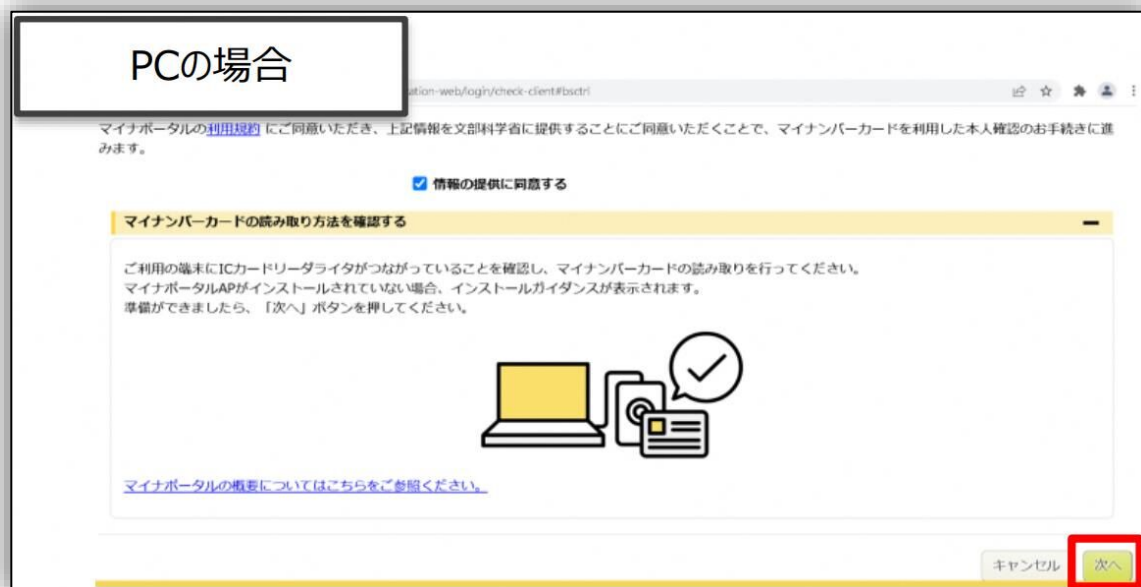 PCの場合
ation-web/login/check-client#bsctrl
マイナポータルの利用規約 にご同意いただき、上記情報を文部科学省に提供することにご同意いただくことで、マイナンバーカードを利用した本人確認のお手続きに進
みます。
情報の提供に同意する
マイナンバーカードの読み取り方法を確認する
ご利用の端末にICカードリーダライタがつながっていることを確認し、マイナンバーカードの読み取りを行ってください。
マイナポータルAPがインストールされていない場合、インストールガイダンスが表示されます。
準備ができましたら、「次へ」ボタンを押してください。
マイナポータルの概要についてはこちらをご参照ください。
キャンセル 次へ